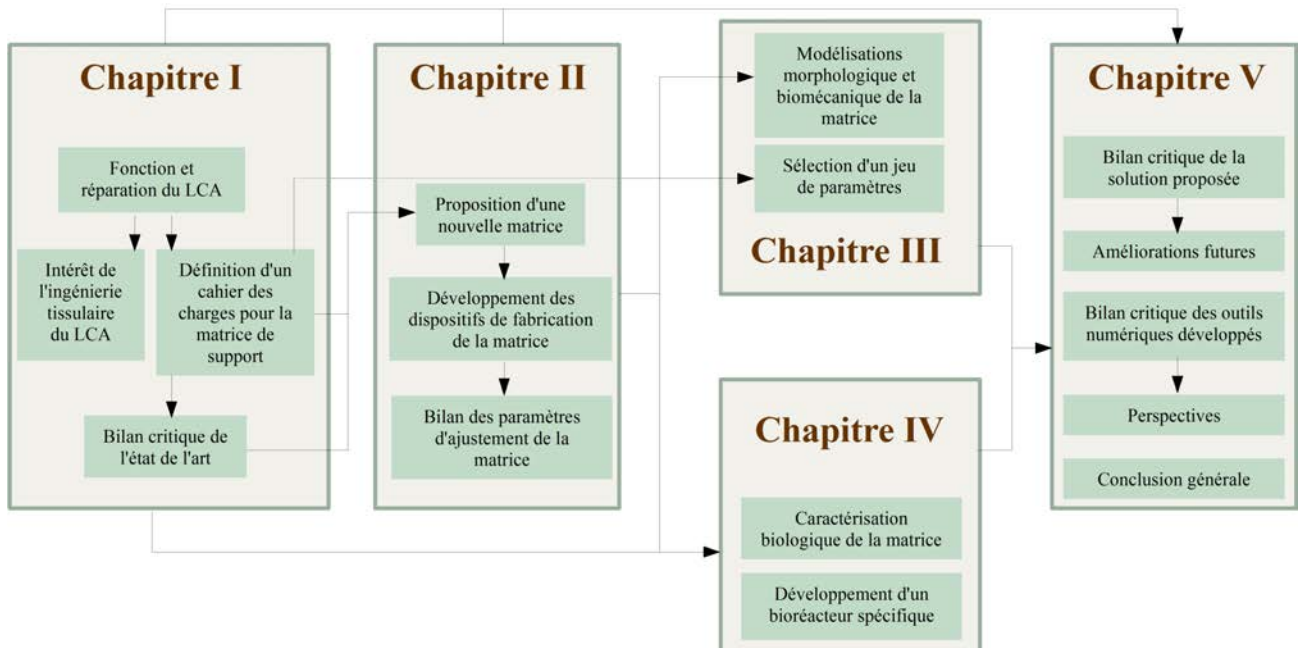 Chapitre I
Fonction et
réparation du LCA
Intérêt de
l'ingénierie
tissulaire
du LCA
Définition d'un
cahier des
charges pour la
matrice de
support
Bilan critique de
l'état de l'art
Chapitre II
Proposition d'une
nouvelle matrice
Développement des
dispositifs de fabrication
de la matrice
Bilan des paramètres
d'ajustement de la
matrice
Modélisations
morphologique et
biomécanique de la
matrice
Sélection d'un jeu
de paramètres
Chapitre III
Chapitre IV
Caractérisation
biologique de la matrice
Développement d'un
bioréacteur spécifique
Chapitre V
Bilan critique de la
solution proposée
Améliorations futures
Bilan critique des outils
numériques développés
Perspectives
Conclusion générale